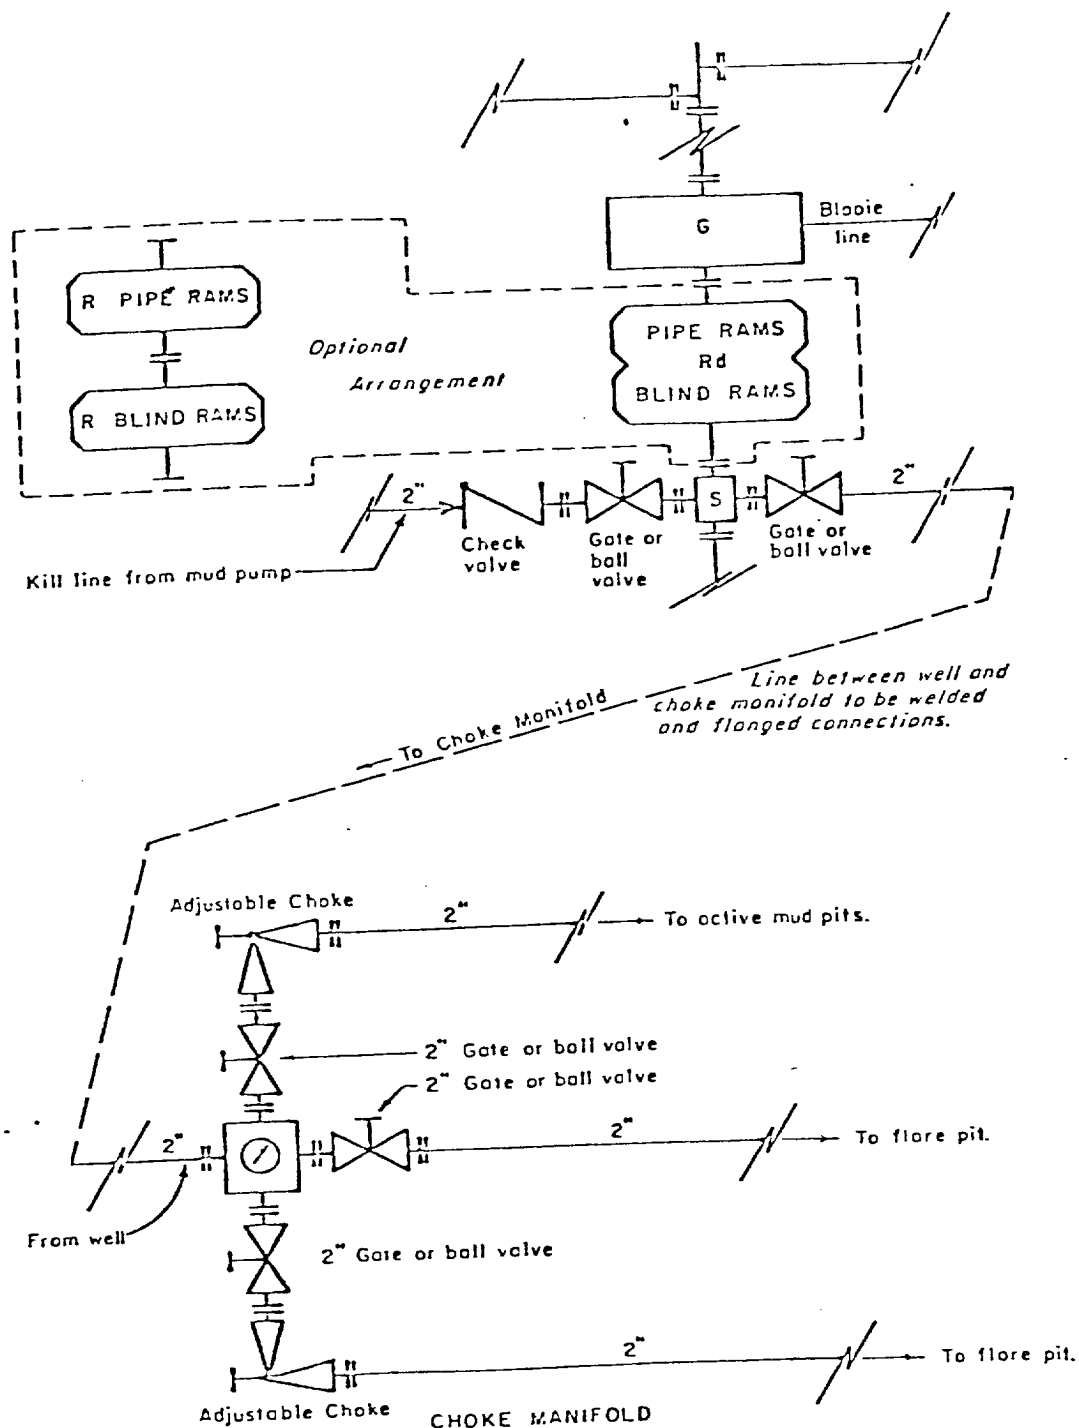 G
Blooie
line
R PIPE RAMS
R BLIND RAMS
Optional
Arrangement
PIPE RAMS
Rd
BLIND RAMS
2"
Check
valve
Gate or
ball
valve
S
Gate or
ball valve
2"
Kill line from mud pump
Line between well and
choke manifold to be welded
and flanged connections.
To Choke Manifold
Adjustable Choke
2"
To active mud pits.
2" Gate or ball valve
2" Gate or ball valve
2"
2"
To flare pit.
From well
2" Gate or ball valve
2"
To flare pit.
Adjustable Choke
CHOKE MANIFOLD